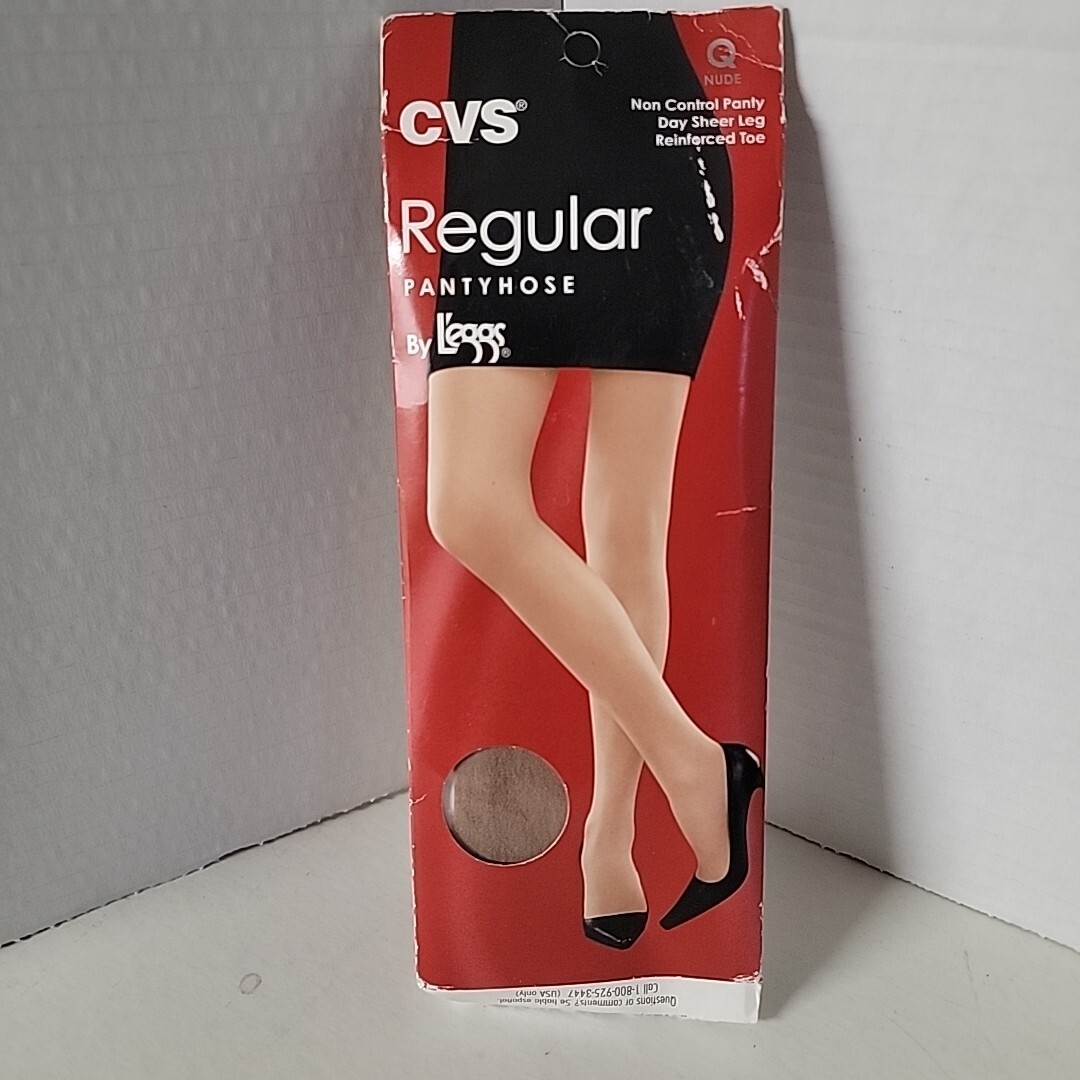 Q
NUDE
CVS®
Non Control Panty
Day Sheer Leg
Reinforced Toe
Regular
PANTYHOSE
By L'eggs®
Questions or comments? Se habla español.
Call 1-800-925-3447 (USA only)